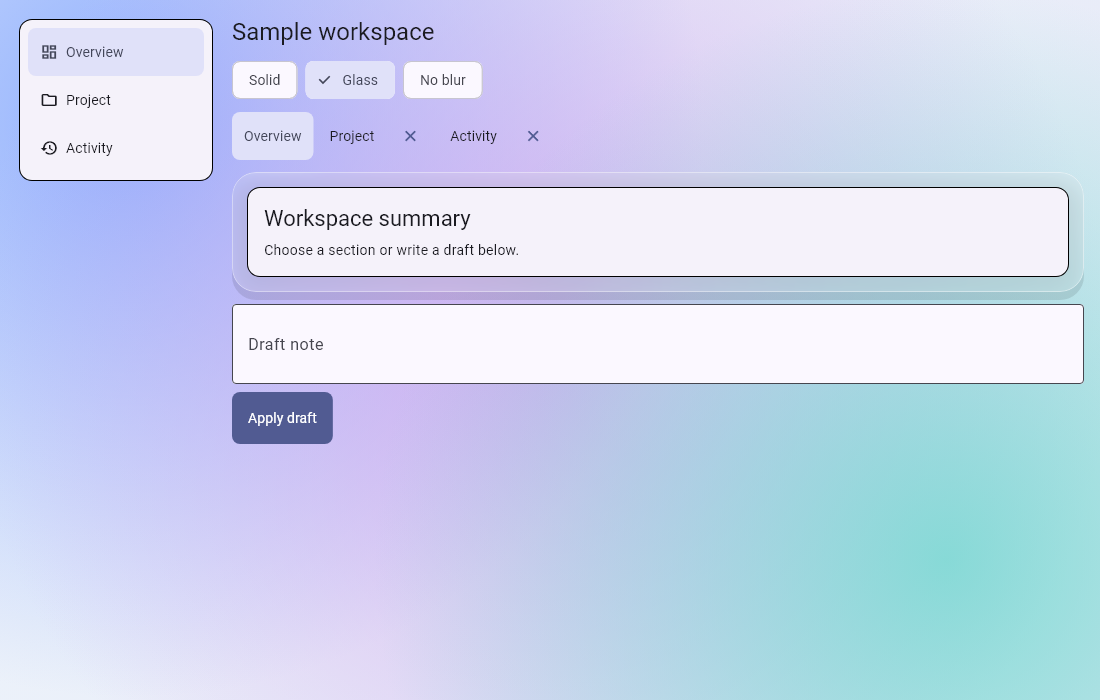 Overview
Project
Activity
Sample workspace
Solid
Glass
No blur
Overview
Project
Activity
Workspace summary
Choose a section or write a draft below.
Draft note
Apply draft